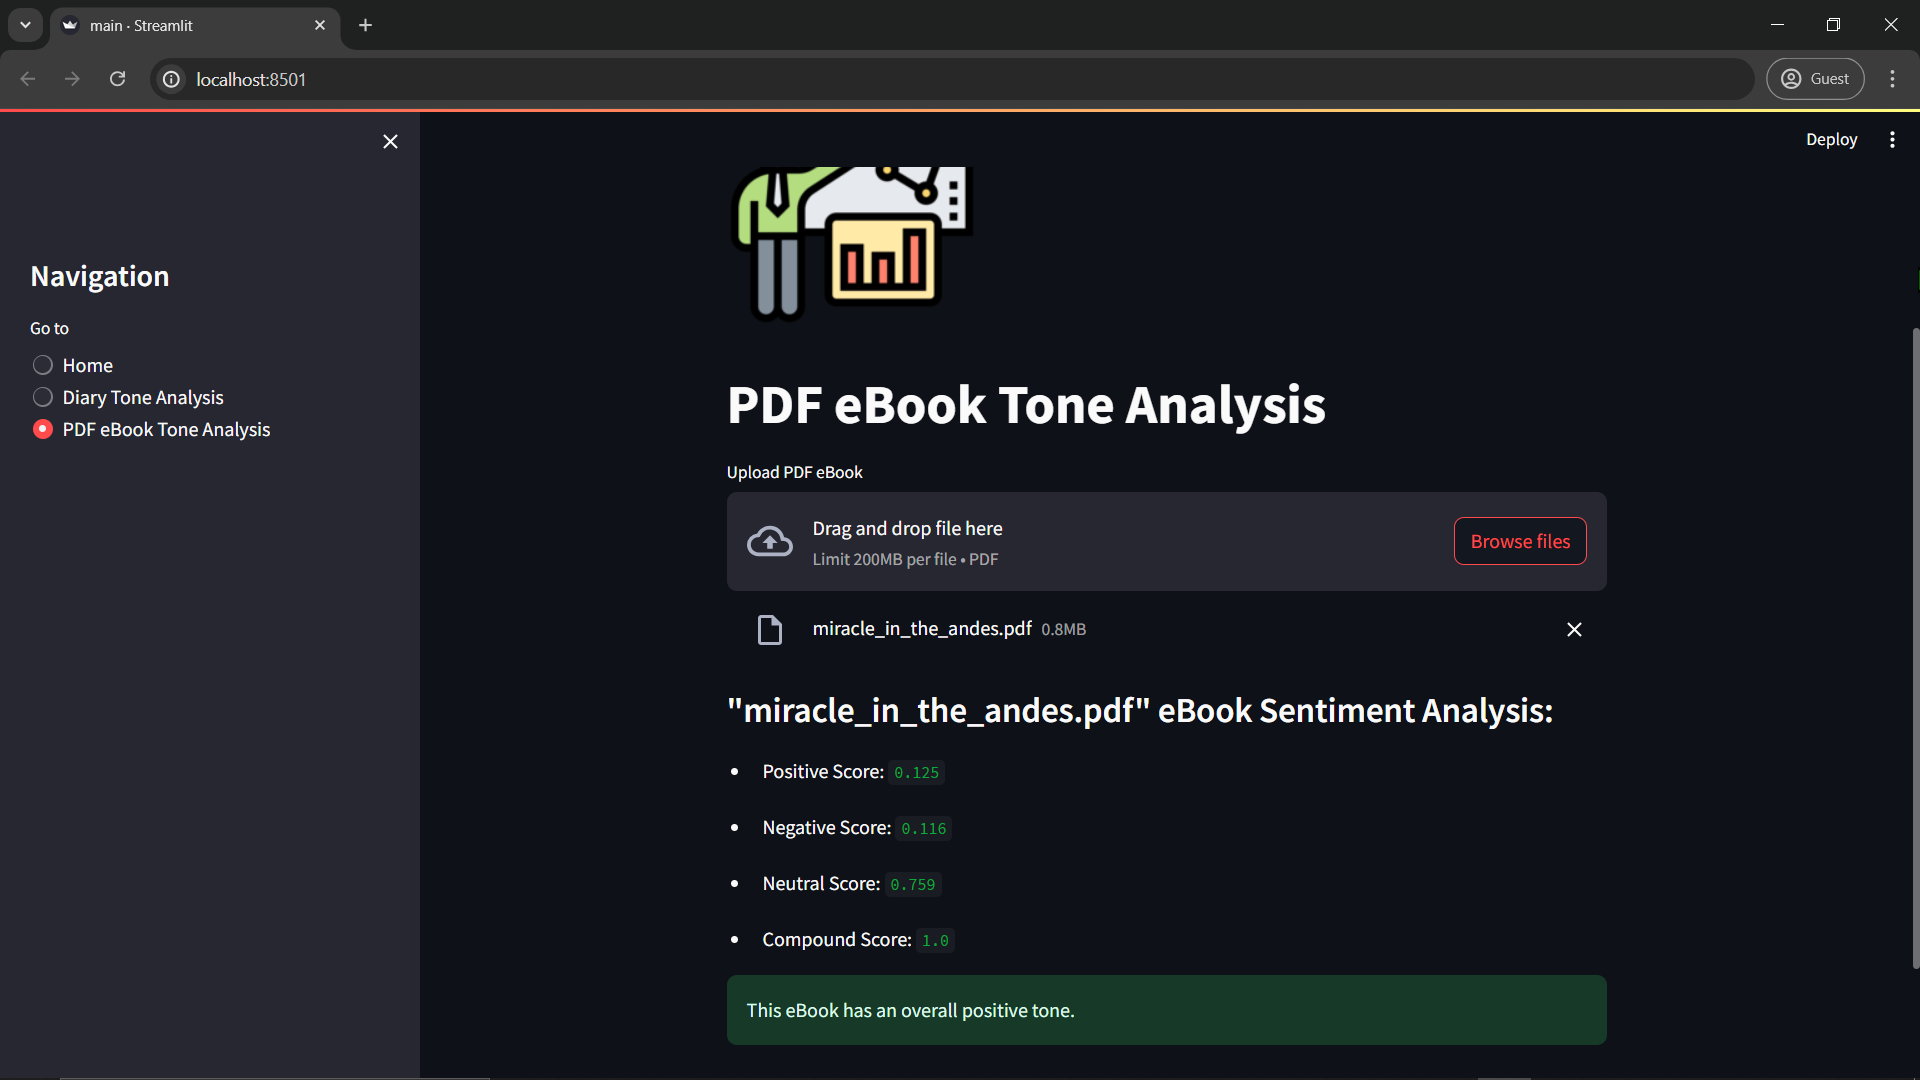 main · Streamlit
localhost:8501
Guest
Deploy
Navigation
Go to
Home
Diary Tone Analysis
PDF eBook Tone Analysis
PDF eBook Tone Analysis
Upload PDF eBook
Drag and drop file here
Limit 200MB per file • PDF
Browse files
miracle_in_the_andes.pdf 0.8MB
"miracle_in_the_andes.pdf" eBook Sentiment Analysis:
• Positive Score: 0.125
• Negative Score: 0.116
• Neutral Score: 0.759
• Compound Score: 1.0
This eBook has an overall positive tone.